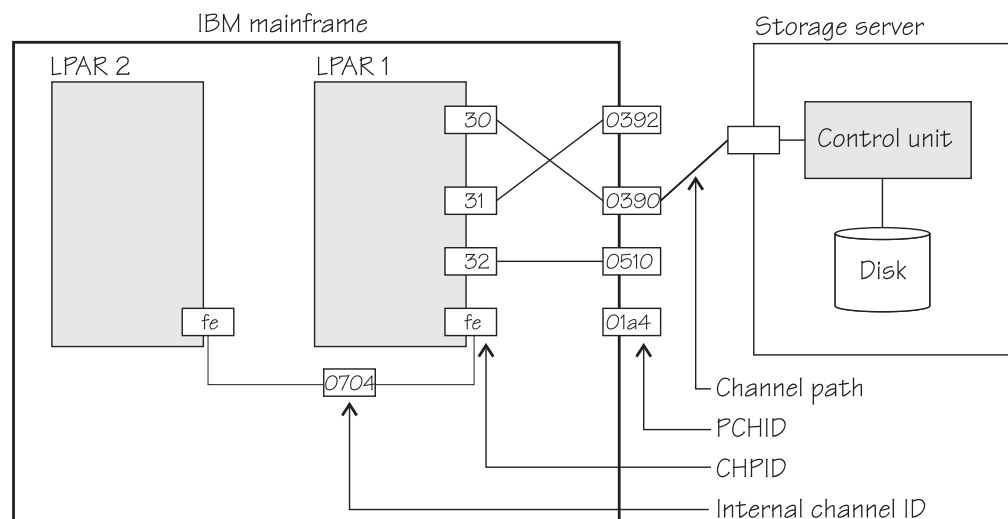 IBM mainframe
Storage server
LPAR 2
LPAR 1
30
0392
Control unit
31
0390
32
0510
Disk
fe
fe
01a4
0704
Channel path
PCHID
CHPID
Internal channel ID